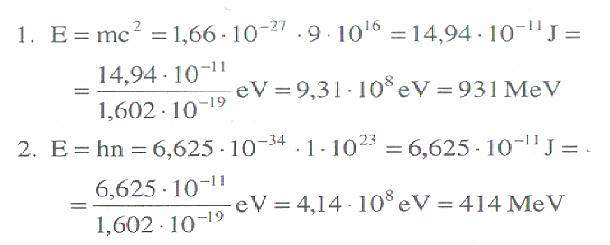 1. E = mc² = 1,66 · 10⁻²⁷ · 9 · 10¹⁶ = 14,94 · 10⁻¹¹ J =
= 14,94 · 10⁻¹¹ / 1,602 · 10⁻¹⁹ eV = 9,31 · 10⁸ eV = 931 MeV
2. E = hn = 6,625 · 10⁻³⁴ · 1 · 10²³ = 6,625 · 10⁻¹¹ J =
= 6,625 · 10⁻¹¹ / 1,602 · 10⁻¹⁹ eV = 4,14 · 10⁸ eV = 414 MeV